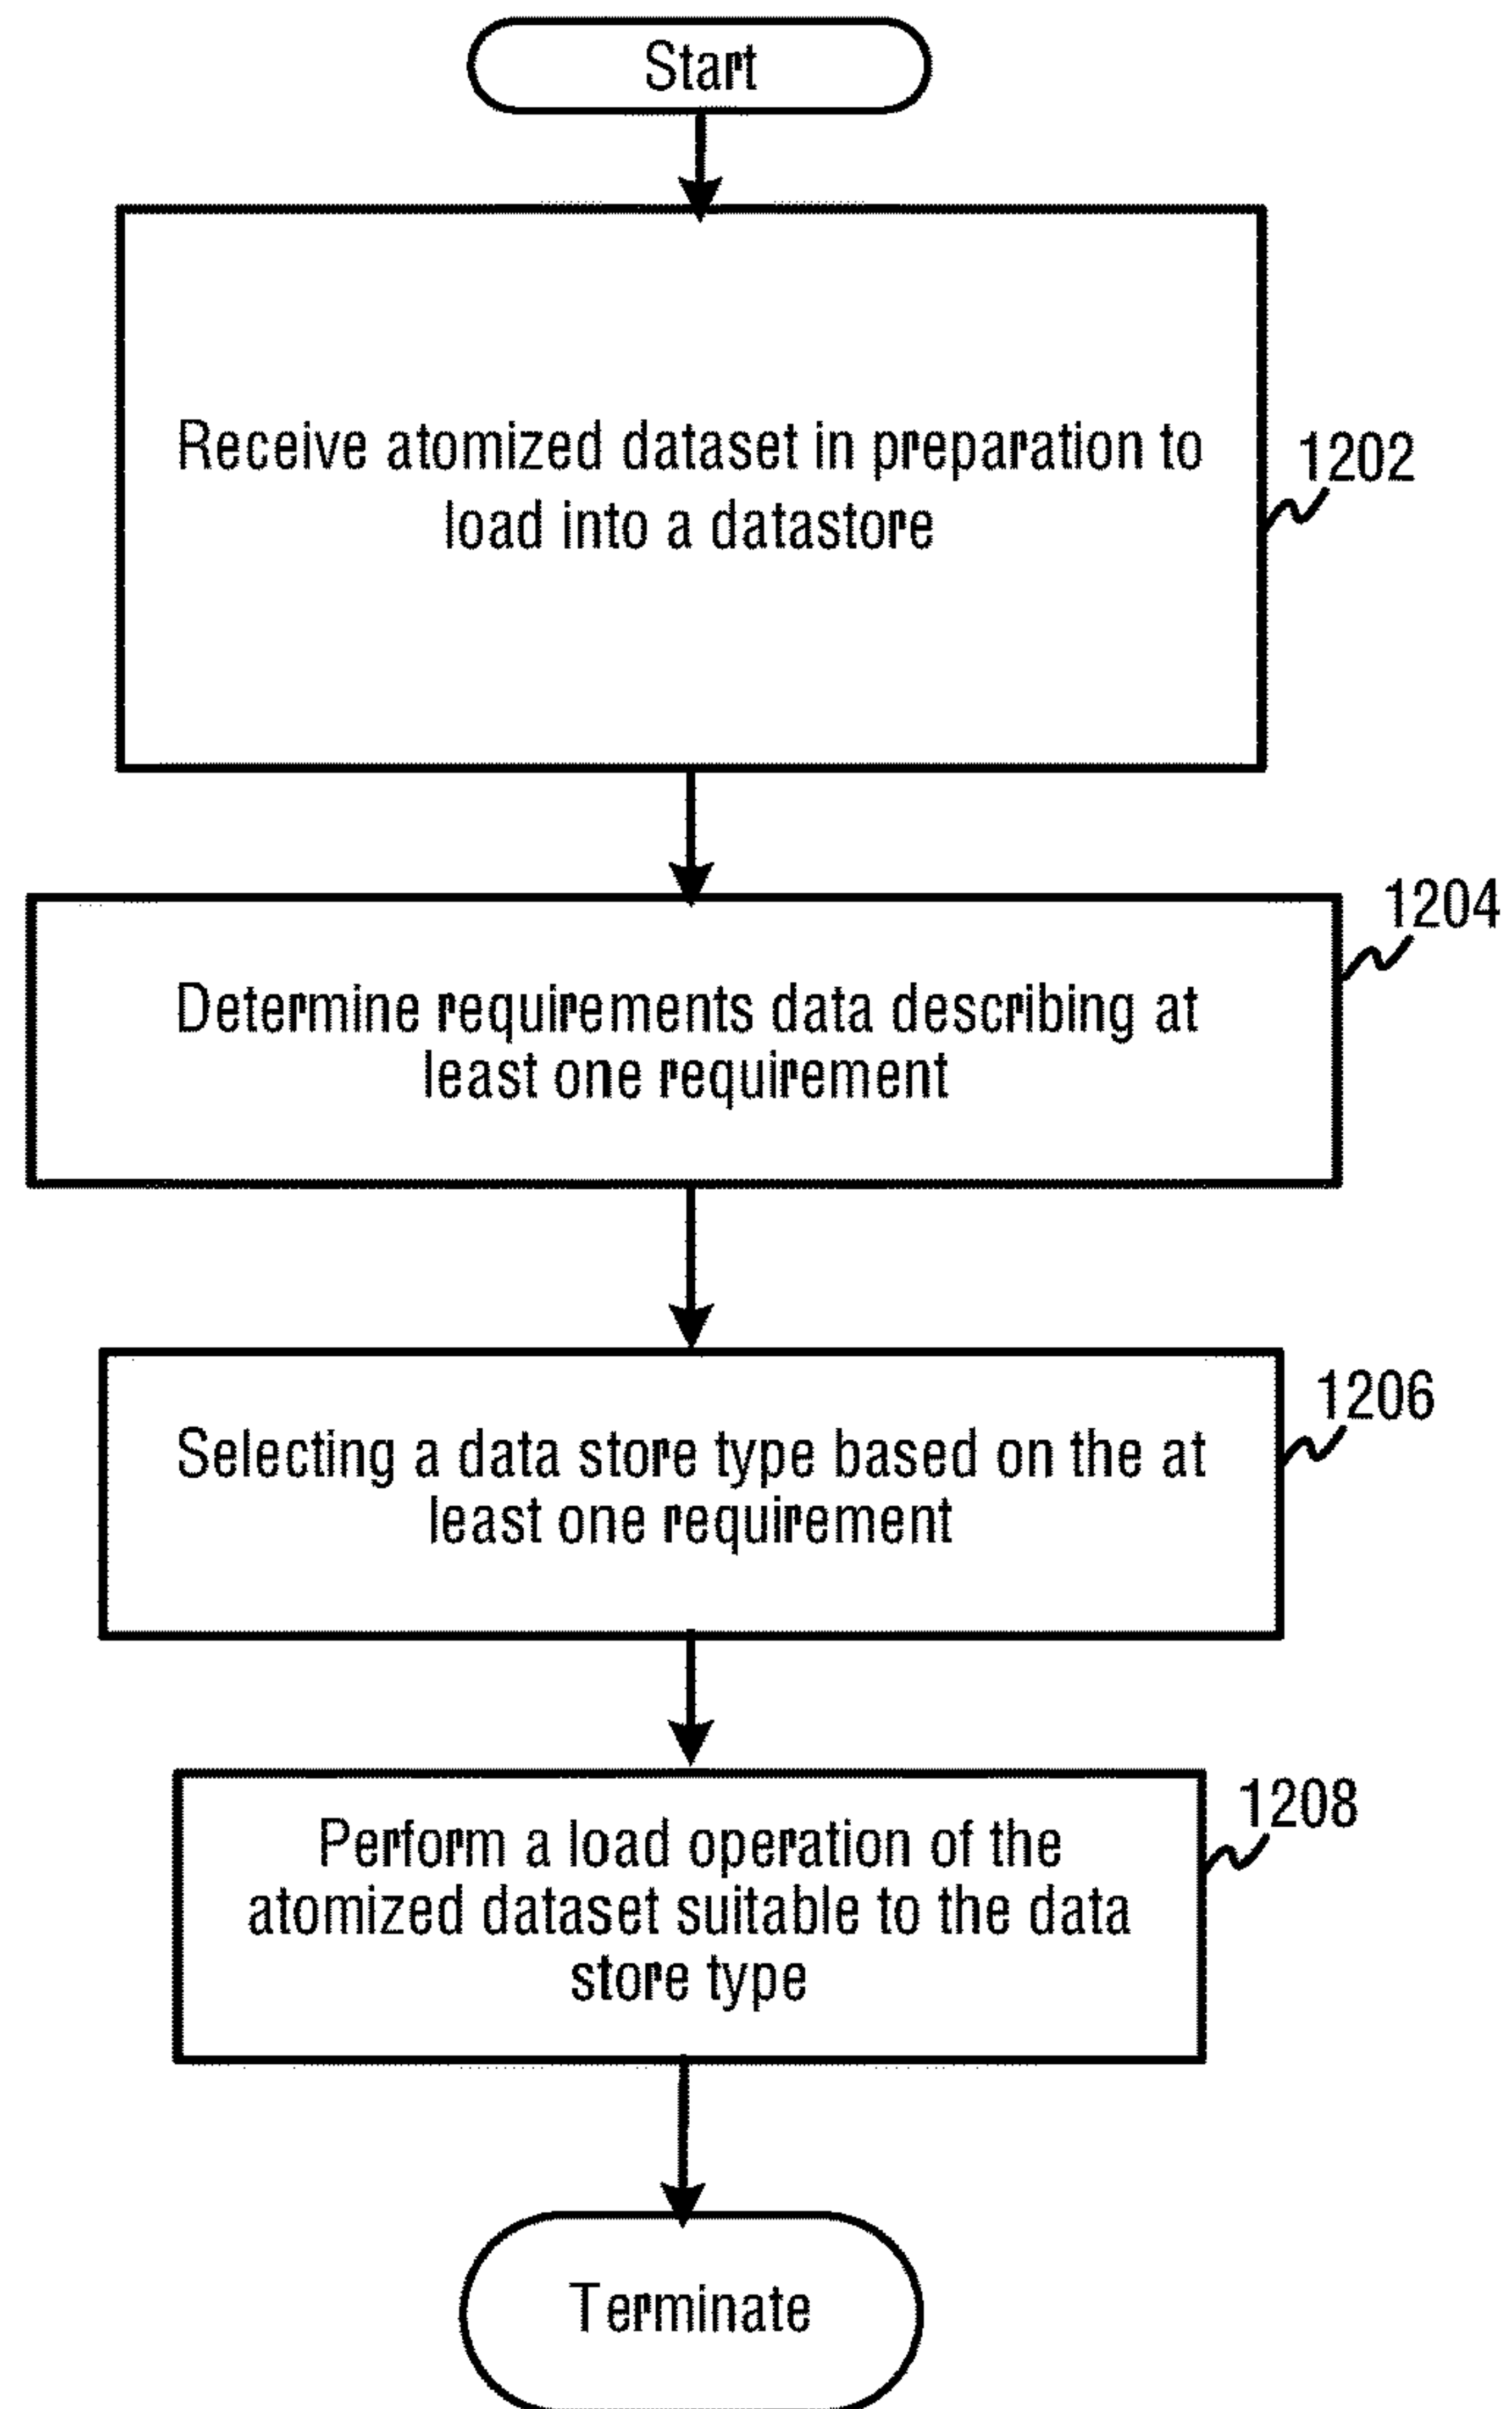 Start
Receive atomized dataset in preparation to
load into a datastore
1202
1204
Determine requirements data describing at
least one requirement
1206
Selecting a data store type based on the at
least one requirement
1208
Perform a load operation of the
atomized dataset suitable to the data
store type
Terminate